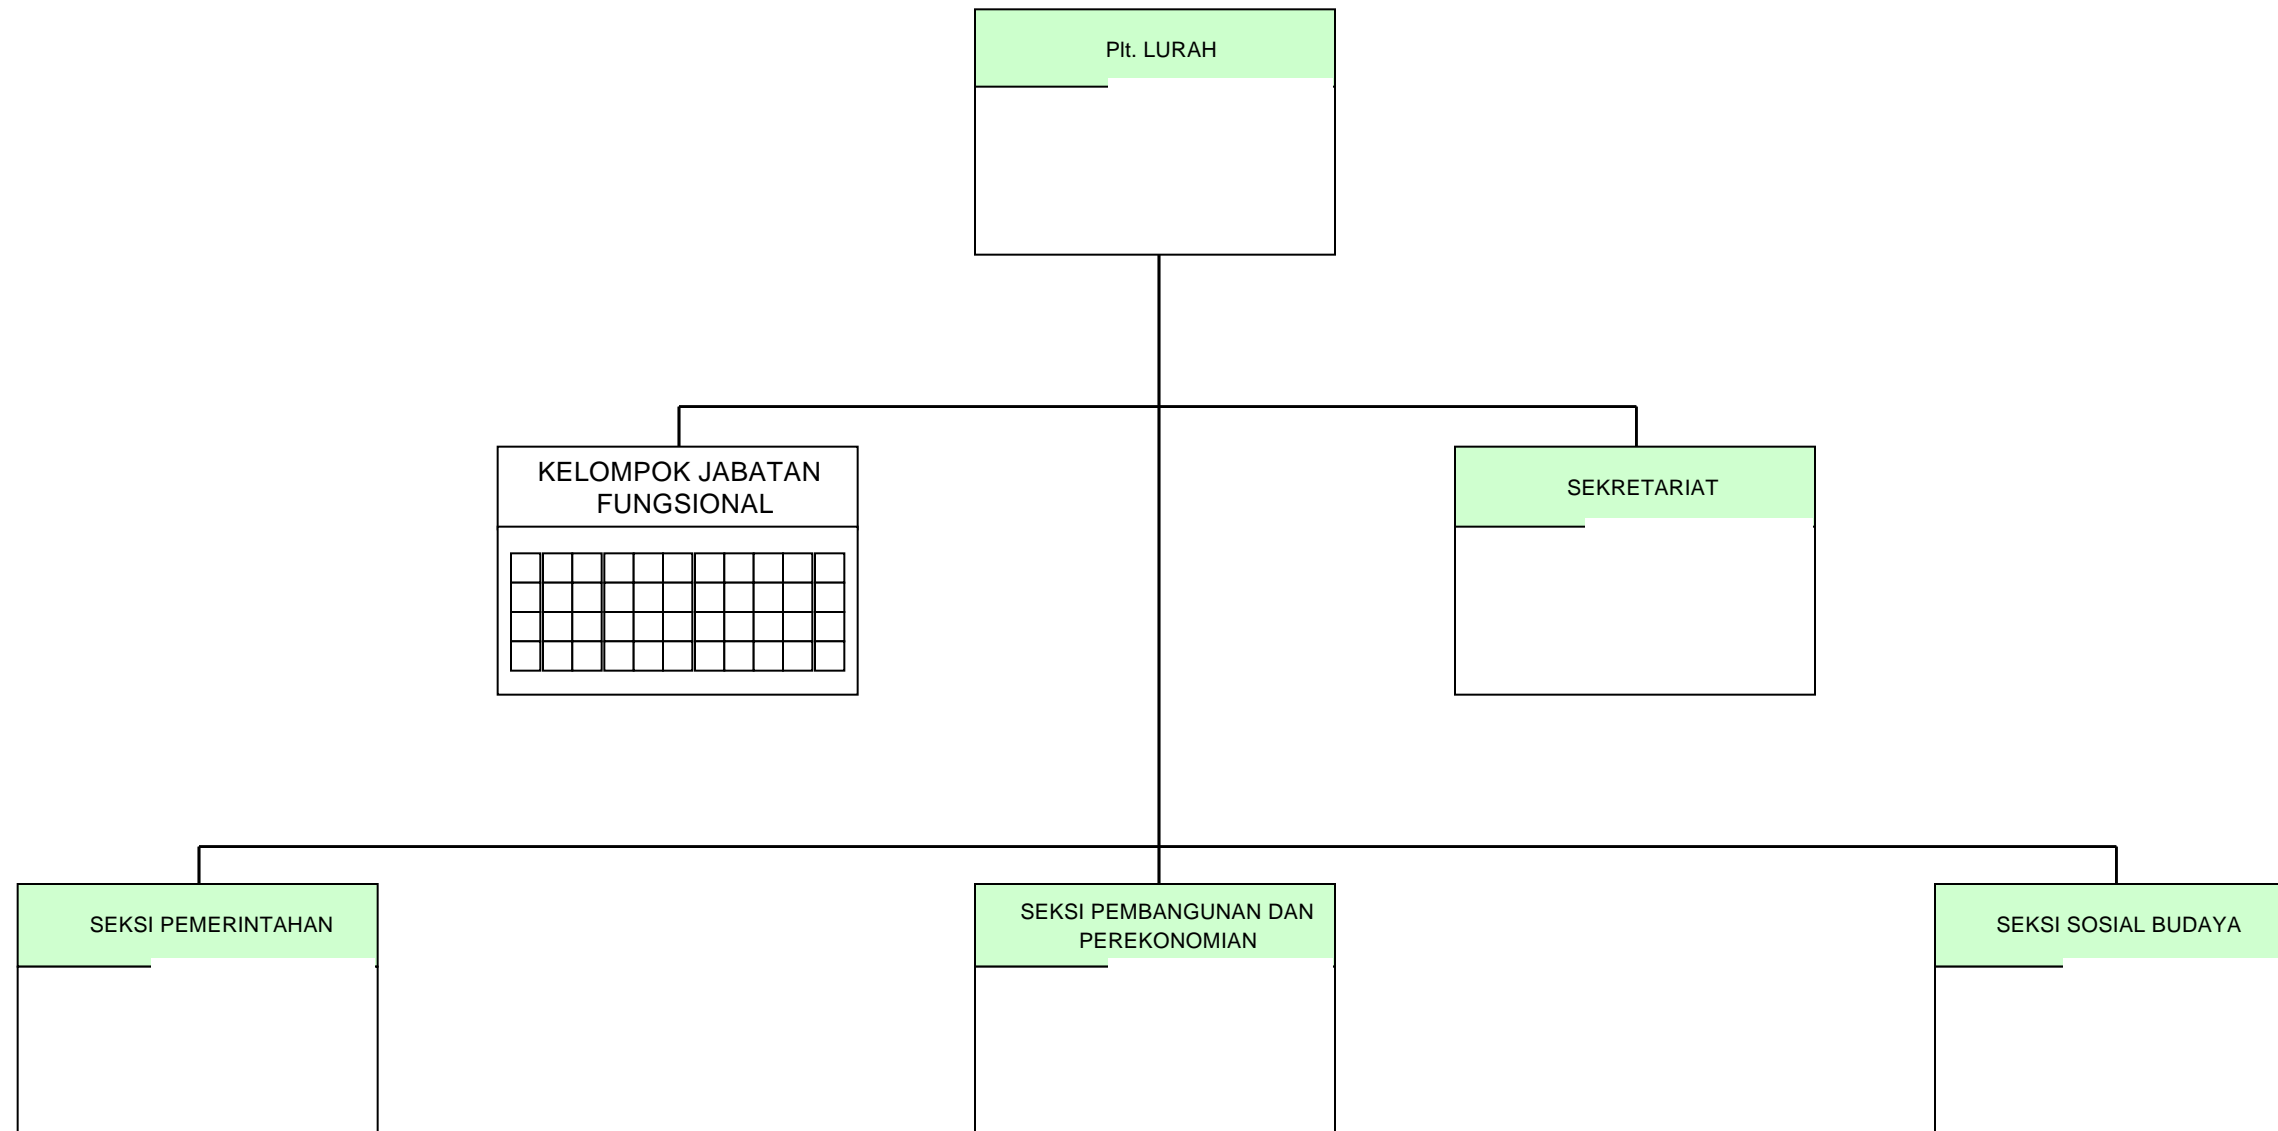 Plt. LURAH
KELOMPOK JABATAN
FUNGSIONAL
SEKRETARIAT
SEKSI PEMERINTAHAN
SEKSI PEMBANGUNAN DAN
PEREKONOMIAN
SEKSI SOSIAL BUDAYA